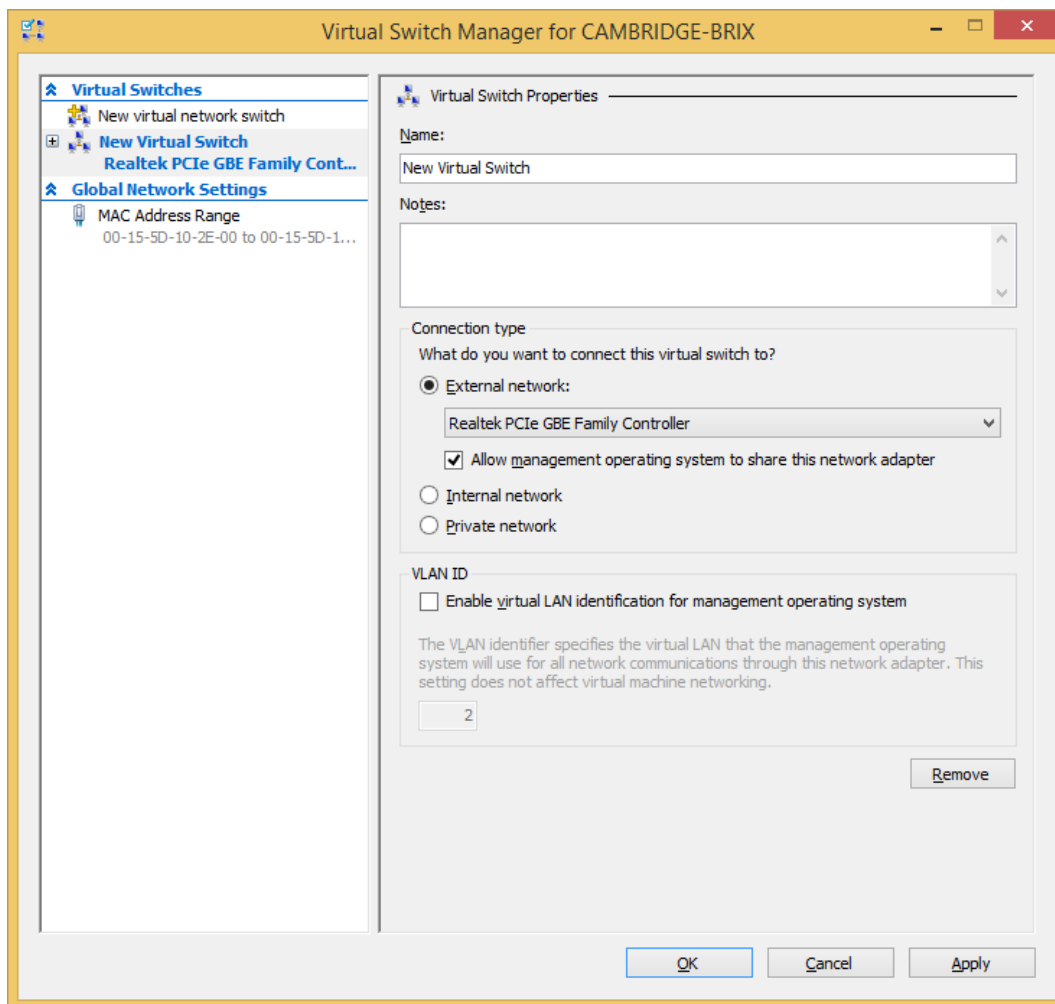 Virtual Switch Manager for CAMBRIDGE-BRIX
Virtual Switches
New virtual network switch
New Virtual Switch
Realtek PCIe GBE Family Cont...
Global Network Settings
MAC Address Range
00-15-5D-10-2E-00 to 00-15-5D-1...
Virtual Switch Properties
Name:
New Virtual Switch
Notes:
Connection type
What do you want to connect this virtual switch to?
External network:
Realtek PCIe GBE Family Controller
Allow management operating system to share this network adapter
Internal network
Private network
VLAN ID
Enable virtual LAN identification for management operating system
The VLAN identifier specifies the virtual LAN that the management operating
system will use for all network communications through this network adapter. This
setting does not affect virtual machine networking.
2
Remove
OK
Cancel
Apply